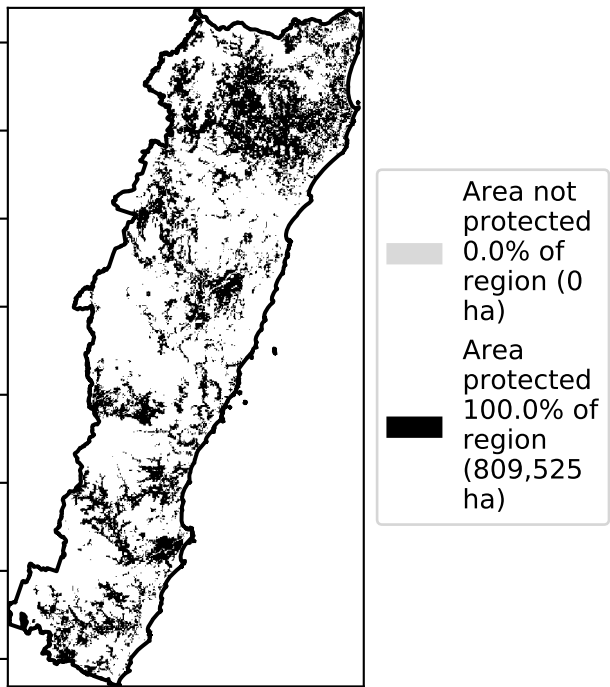 Area not
protected
0.0% of
region (0
ha)
Area
protected
100.0% of
region
(809,525
ha)